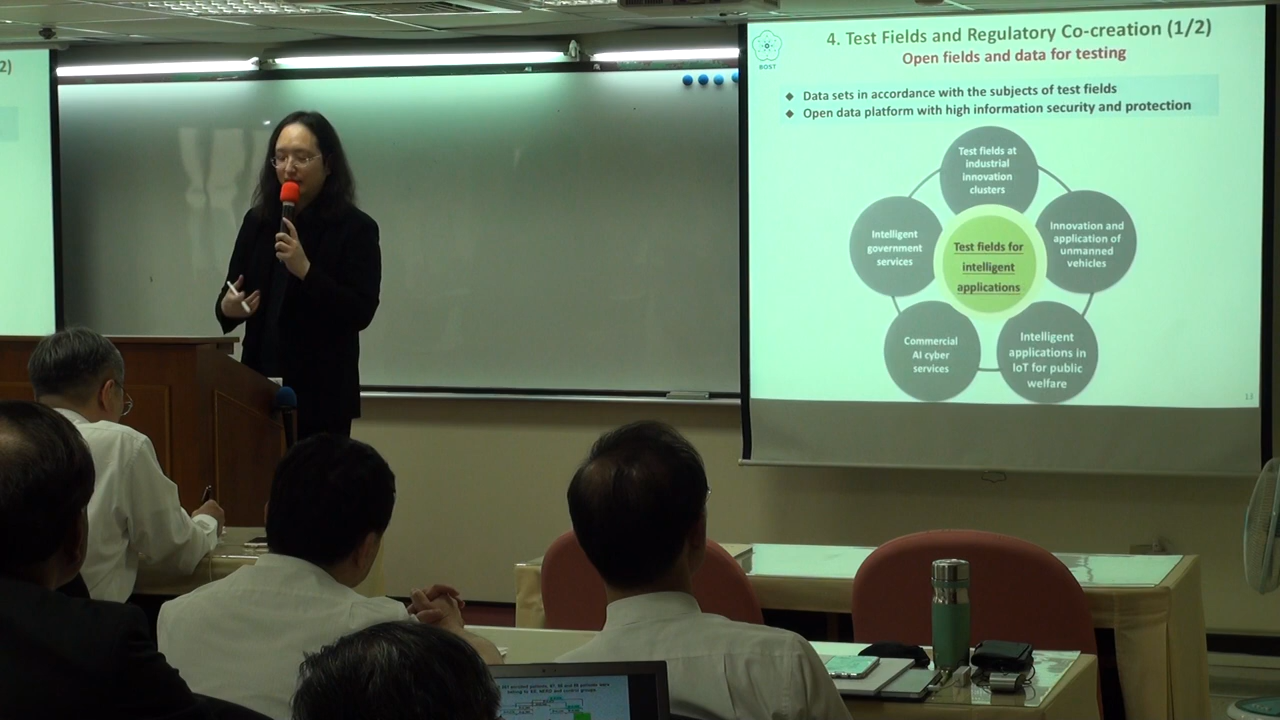 2)
4. Test Fields and Regulatory Co-creation (1/2)
Open fields and data for testing
BOST
◆ Data sets in accordance with the subjects of test fields
◆ Open data platform with high information security and protection
Test fields at
industrial
innovation
clusters
Intelligent
government
services
Innovation and
application of
unmanned
vehicles
Test fields for
intelligent
applications
Commercial
AI cyber
services
Intelligent
applications in
IoT for public
welfare
13